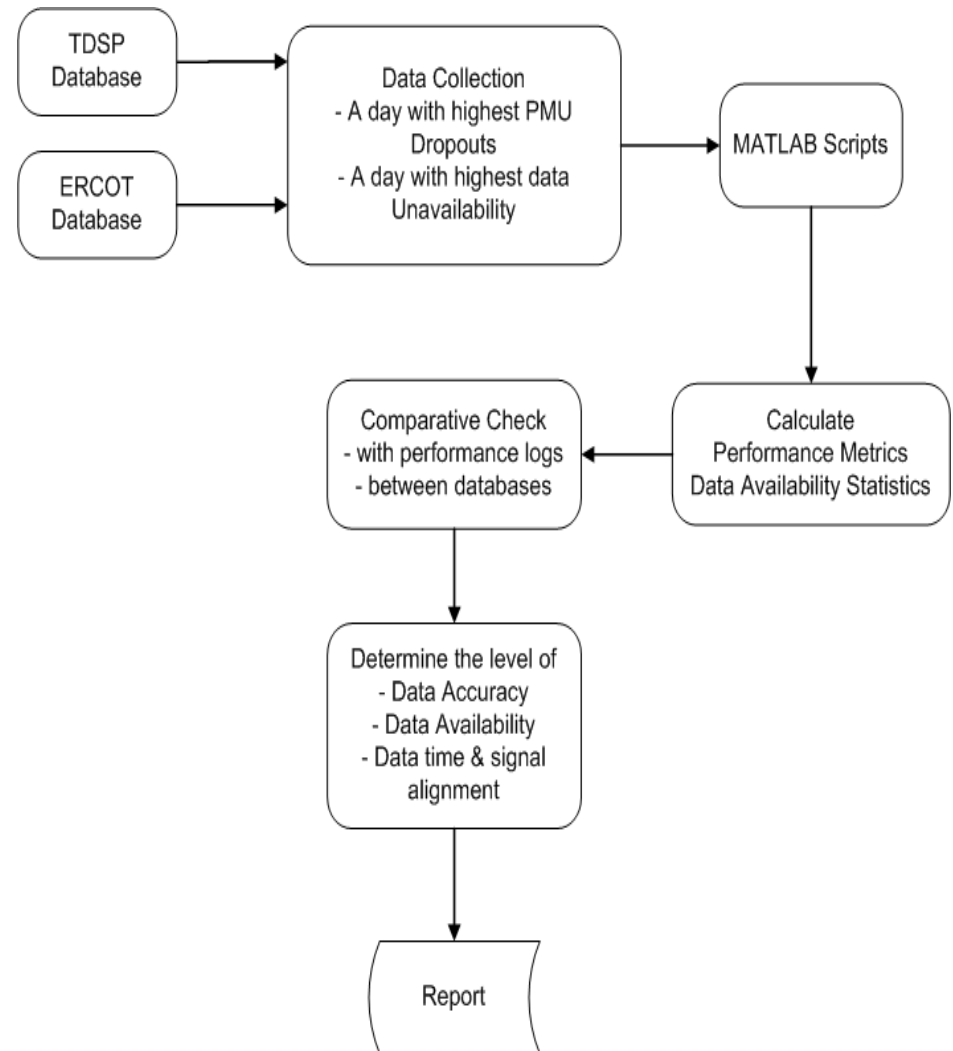 TDSP
Database
ERCOT
Database
Data Collection
- A day with highest PMU
Dropouts
- A day with highest data
Unavailability
MATLAB Scripts
Calculate
Performance Metrics
Data Availability Statistics
Comparative Check
- with performance logs
- between databases
Determine the level of
- Data Accuracy
- Data Availability
- Data time & signal
alignment
Report